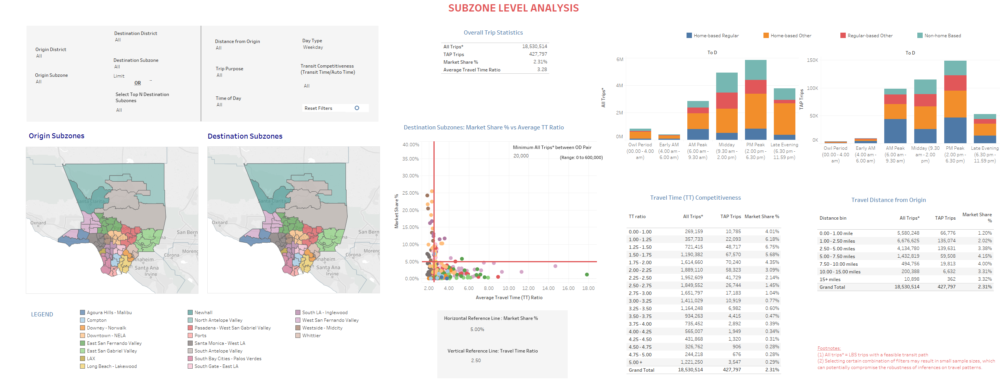 SUBZONE LEVEL ANALYSIS
Origin District
All
Origin Subzone
All
Destination District
All
Destination Subzone
All
Limit
OR
Select Top N Destination
Subzones
All
Distance from Origin
All
Trip Purpose
All
Time of Day
All
Day Type
Weekday
Transit Competitiveness
(Transit Time/Auto Time)
All
Reset Filters
Origin Subzones
Santa Clarita
Oxnard
San Bern
Corona
Moreno
Anaheim
Santa Ana
Irvine
Destination Subzones
Santa Clarita
Oxnard
San Bern
Corona
Moreno
Anaheim
Santa Ana
Irvine
LEGEND
Agoura Hills - Malibu
Compton
Downey - Norwalk
Downtown - NELA
East San Fernando Valley
East San Gabriel Valley
LAX
Long Beach - Lakewood
Newhall
North Antelope Valley
Pasadena - West San Gabriel Valley
Ports
Santa Monica - West LA
South Antelope Valley
South Bay Cities - Palos Verdes
South Gate - East LA
South LA - Inglewood
West San Fernando Valley
Westside - Midcity
Whittier
Overall Trip Statistics
All Trips* 18,530,514
TAP Trips 427,797
Market Share % 2.31%
Average Travel Time Ratio 3.28
Destination Subzones: Market Share % vs Average TT Ratio
Minimum All Trips* between OD Pair
20,000
(Range: 0 to 600,000)
Market Share %
40.00%
35.00%
30.00%
25.00%
20.00%
15.00%
10.00%
5.00%
0.00%
2.00 4.00 6.00 8.00 10.00 12.00 14.00 16.00 18.00
Average Travel Time (TT) Ratio
Horizontal Reference Line : Market Share %
5.00%
Vertical Reference Line: Travel Time Ratio
2.50
Home-based Regular
Home-based Other
Regular-based Other
Non-home Based
To D
All Trips*
6M
4M
2M
0M
Owl Period (00.00 - 4.00 am)
Early AM (4.00 am - 6.00 am)
AM Peak (6.00 am - 9.30 am)
Midday (9.30 am - 2.00 pm)
PM Peak (2.00 pm - 6.30 pm)
Late Evening (6.30 pm - 11.59 pm)
To D
TAP Trips
150K
100K
50K
0K
Owl Period (00.00 - 4.00 am)
Early AM (4.00 am - 6.00 am)
AM Peak (6.00 am - 9.30 am)
Midday (9.30 am - 2.00 pm)
PM Peak (2.00 pm - 6.30 pm)
Late Evening (6.30 pm - 11.59 pm)
Travel Time (TT) Competitiveness
TT ratio All Trips* TAP Trips Market Share %
0.00 - 1.00 269,159 10,785 4.01%
1.00 - 1.25 357,733 22,093 6.18%
1.25 - 1.50 721,415 48,717 6.75%
1.50 - 1.75 1,190,382 67,570 5.68%
1.75 - 2.00 1,614,660 70,240 4.35%
2.00 - 2.25 1,889,110 58,323 3.09%
2.25 - 2.50 1,952,609 41,729 2.14%
2.50 - 2.75 1,849,552 26,744 1.45%
2.75 - 3.00 1,651,797 17,183 1.04%
3.00 - 3.25 1,411,029 10,919 0.77%
3.25 - 3.50 1,164,248 6,982 0.60%
3.50 - 3.75 934,263 4,415 0.47%
3.75 - 4.00 735,452 2,892 0.39%
4.00 - 4.25 565,007 1,949 0.34%
4.25 - 4.50 431,868 1,320 0.31%
4.50 - 4.75 326,762 906 0.28%
4.75 - 5.00 244,218 676 0.28%
5.00 + 1,221,250 3,547 0.29%
Grand Total 18,530,514 427,797 2.31%
Travel Distance from Origin
Distance bin All Trips* TAP Trips Market Share %
0.00 - 1.00 mile 5,580,248 66,776 1.20%
1.00 - 2.50 miles 6,676,625 135,074 2.02%
2.50 - 5.00 miles 4,134,780 139,631 3.38%
5.00 - 7.50 miles 1,432,819 59,508 4.15%
7.50 - 10.00 miles 494,756 19,813 4.00%
10.00 - 15.00 miles 200,388 6,632 3.31%
15+ miles 10,898 362 3.32%
Grand Total 18,530,514 427,797 2.31%
Footnotes:
(1) All trips* = LBS trips with a feasible transit path
(2) Selecting certain combination of filters may result in small sample sizes, which
can potentially compromise the robustness of inferences on travel patterns.